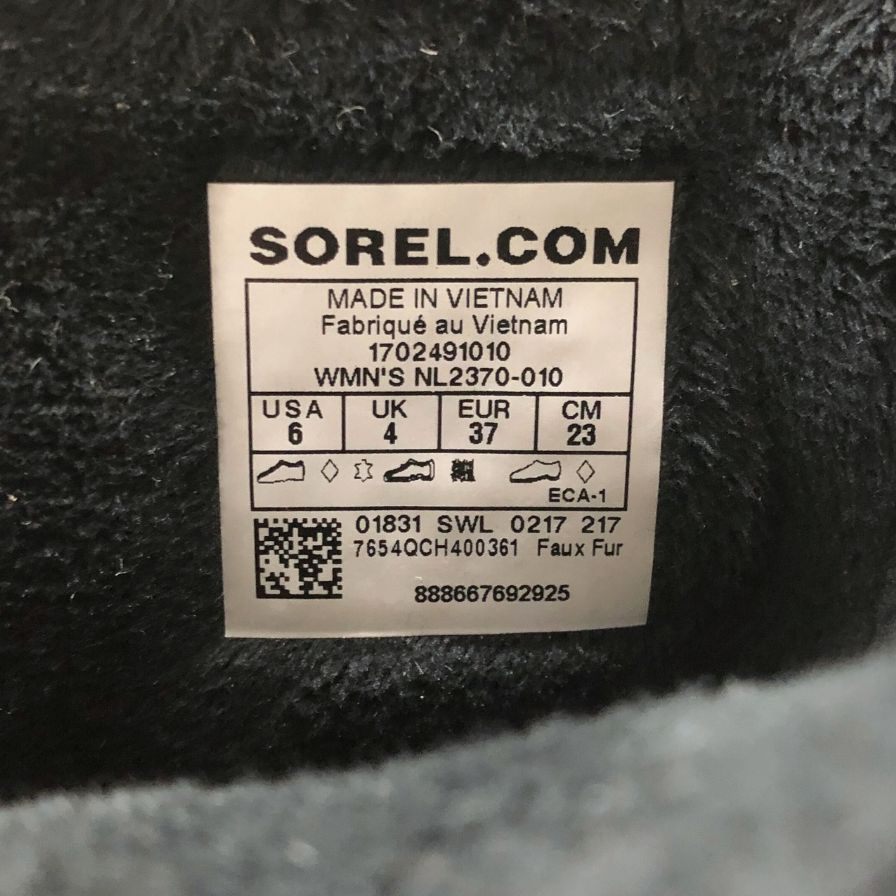 SOREL.COM
MADE IN VIETNAM
Fabriqué au Vietnam
1702491010
WMN'S NL2370-010
USA UK EUR CM
6 4 37 23
ECA-1
01831 SWL 0217 217
7654QCH400361 Faux Fur
888667692925